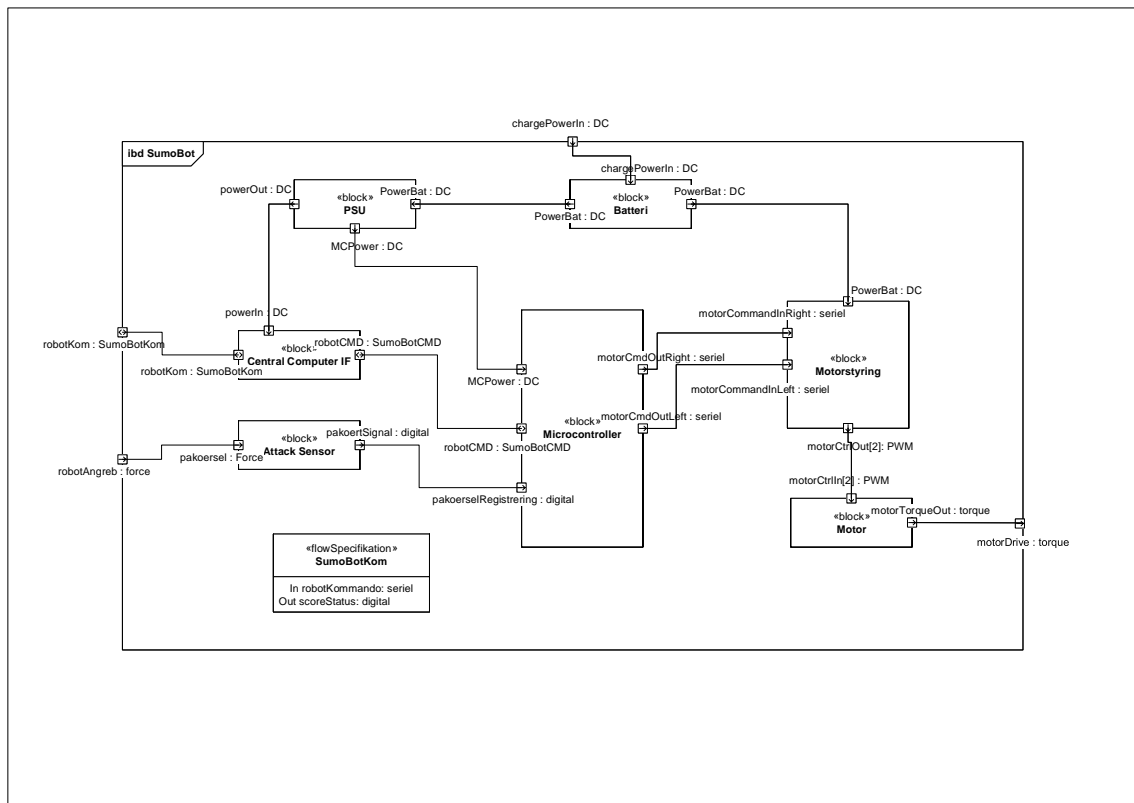 chargePowerIn : DC
ibd SumoBot
chargePowerIn : DC
powerOut : DC
«block»
PSU
PowerBat : DC
PowerBat : DC
«block»
Batteri
PowerBat : DC
MCPower : DC
powerIn : DC
PowerBat : DC
motorCommandInRight : seriel
robotKom : SumoBotKom
«block»
Central Computer IF
robotCMD : SumoBotCMD
robotKom : SumoBotKom
motorCmdOutRight : seriel
«block»
Motorstyring
MCPower : DC
motorCommandInLeft : seriel
motorCmdOutLeft : seriel
«block»
Microcontroller
robotCMD : SumoBotCMD
«block»
Attack Sensor
pakoertSignal : digital
pakoersel : Force
robotAngreb : force
motorCtrlOut[2]: PWM
motorCtrlIn[2] : PWM
pakoerselRegistrering : digital
«block»
Motor
motorTorqueOut : torque
motorDrive : torque
«flowSpecifikation»
SumoBotKom
In robotKommando: seriel
Out scoreStatus: digital